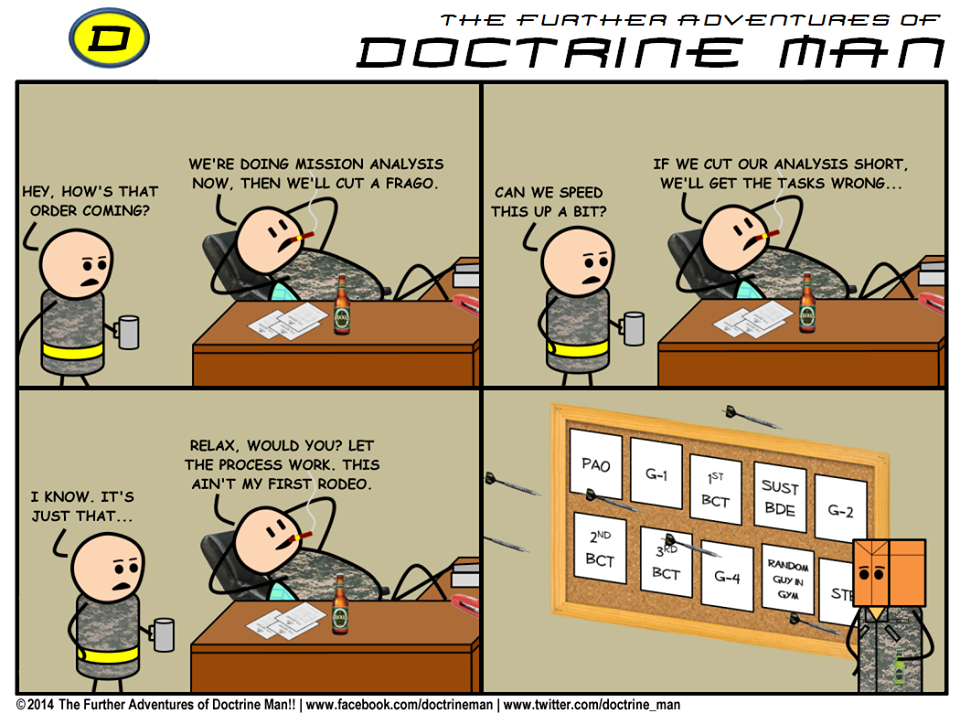 D
THE FURTHER ADVENTURES OF
DOCTRINE MAN
HEY, HOW'S THAT
ORDER COMING?
WE'RE DOING MISSION ANALYSIS
NOW, THEN WE'LL CUT A FRAGO.
CAN WE SPEED
THIS UP A BIT?
IF WE CUT OUR ANALYSIS SHORT,
WE'LL GET THE TASKS WRONG...
I KNOW. IT'S
JUST THAT...
RELAX, WOULD YOU? LET
THE PROCESS WORK. THIS
AIN'T MY FIRST RODEO.
PAO
G-1
1ST
BCT
SUST
BDE
G-2
2ND
BCT
3RD
BCT
G-4
RANDOM
GUY IN
GYM
STB
©2014 The Further Adventures of Doctrine Man!! | www.facebook.com/doctrineman | www.twitter.com/doctrine_man